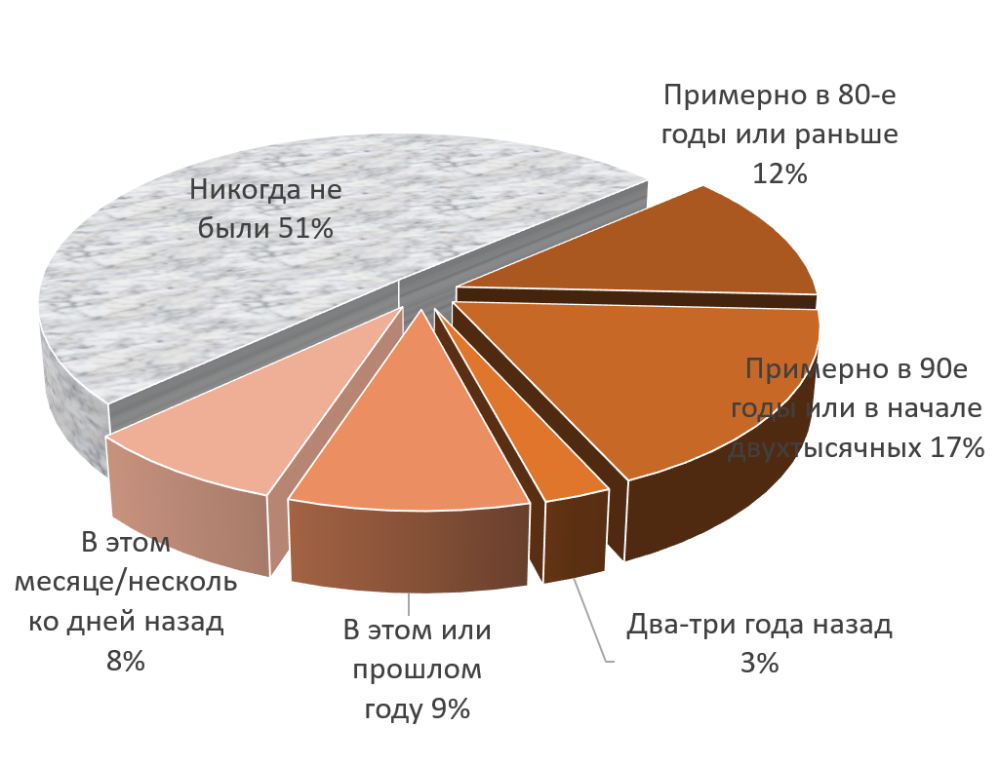 Примерно в 80-е
годы или раньше
12%
Никогда не
были 51%
Примерно в 90е
годы или в начале
двухтысячных 17%
В этом
месяце/несколь
ко дней назад
8%
В этом или
прошлом
году 9%
Два-три года назад
3%